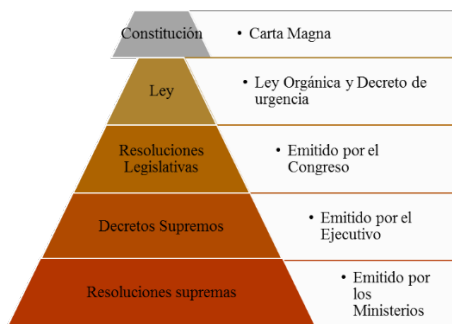 Constitución
• Carta Magna
Ley
• Ley Orgánica y Decreto de
urgencia
Resoluciones
Legislativas
• Emitido por el
Congreso
Decretos Supremos
• Emitido por el
Ejecutivo
Resoluciones supremas
• Emitido por
los
Ministerios